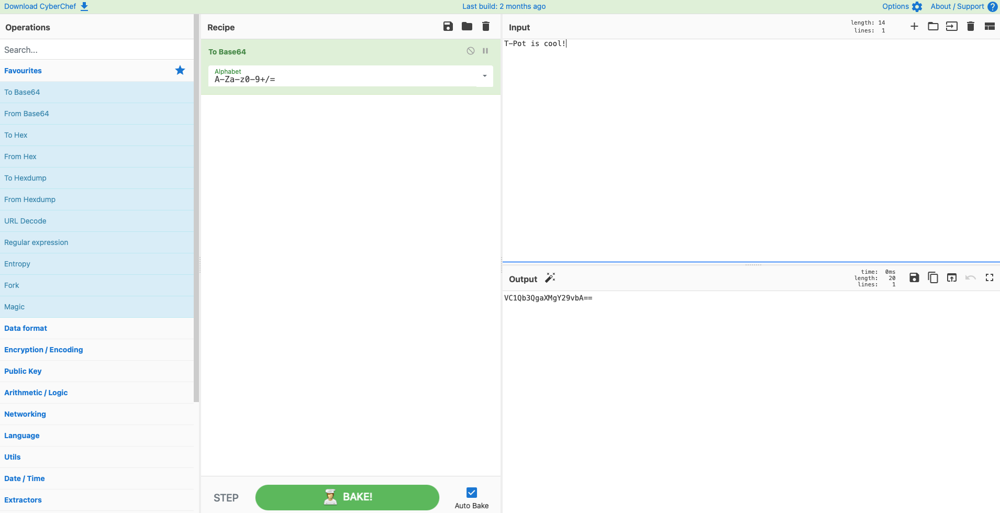 Download CyberChef
Last build: 2 months ago
Options
About / Support
Operations
Search...
Favourites
To Base64
From Base64
To Hex
From Hex
To Hexdump
From Hexdump
URL Decode
Regular expression
Entropy
Fork
Magic
Data format
Encryption / Encoding
Public Key
Arithmetic / Logic
Networking
Language
Utils
Date / Time
Extractors
Recipe
To Base64
Alphabet
A-Za-z0-9+/=
STEP
BAKE!
Auto Bake
Input
length: 14
lines: 1
T-Pot is cool!
Output
time: 0ms
length: 20
lines: 1
VC1Qb3QgaXMgY29vbA==